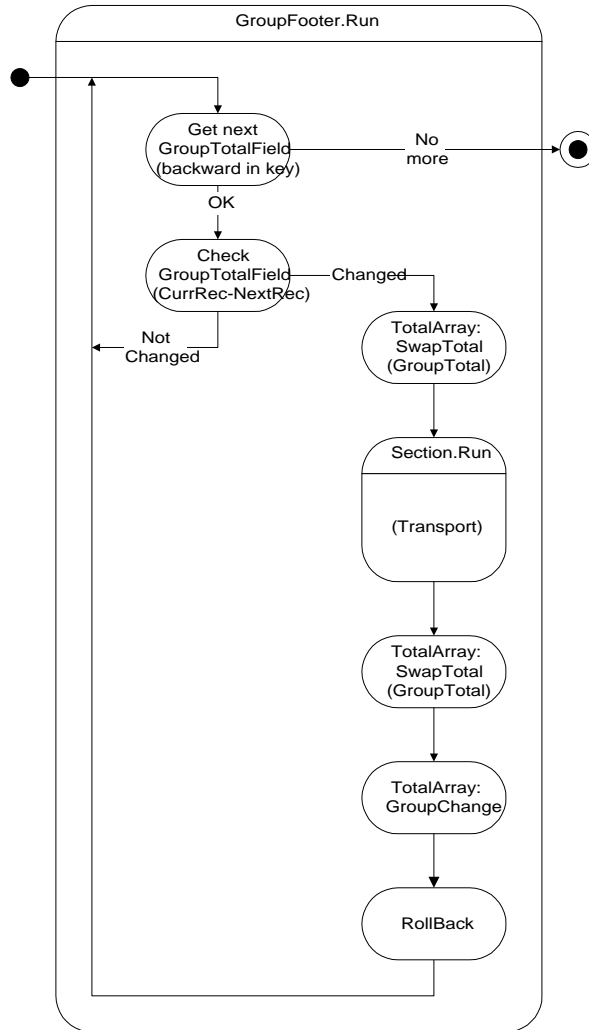 GroupFooter.Run
Get next
GroupTotalField
(backward in key)
No
more
OK
Check
GroupTotalField
(CurrRec-NextRec)
Changed
Not
Changed
TotalArray:
SwapTotal
(GroupTotal)
Section.Run
(Transport)
TotalArray:
SwapTotal
(GroupTotal)
TotalArray:
GroupChange
RollBack